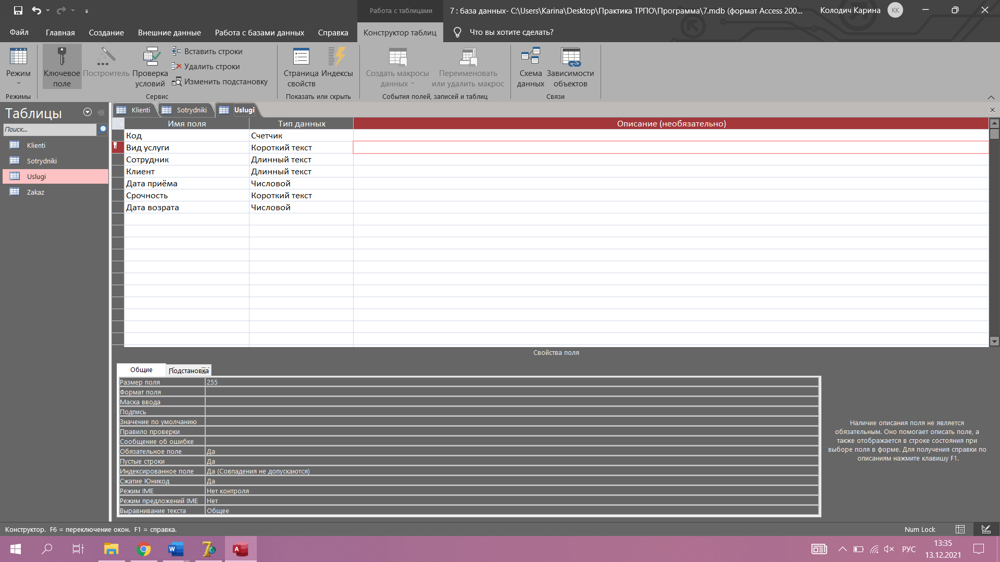 Работа с таблицами
7 : база данных- C:\Users\Karina\Desktop\Практика ТРПО\Программа\7.mdb (формат Access 200...
Колодич Карина
КК
Файл
Главная
Создание
Внешние данные
Работа с базами данных
Справка
Конструктор таблиц
Что вы хотите сделать?
Режим
Ключевое
поле
Построитель
Проверка
условий
Вставить строки
Удалить строки
Изменить подстановку
Страница
свойств
Индексы
Создать макросы
данных
Переименовать
или удалить макрос
Схема
данных
Зависимости
объектов
Режимы
Сервис
Показать или скрыть
События полей, записей и таблиц
Связи
Таблицы
Поиск...
Klienti
Sotrydniki
Uslugi
Zakaz
Klienti
Sotrydniki
Uslugi
Имя поля
Тип данных
Описание (необязательно)
Код
Счетчик
Вид услуги
Короткий текст
Сотрудник
Длинный текст
Клиент
Длинный текст
Дата приёма
Числовой
Срочность
Короткий текст
Дата возрата
Числовой
Свойства поля
Общие
Подстановка
Размер поля
255
Формат поля
Маска ввода
Подпись
Значение по умолчанию
Правило проверки
Сообщение об ошибке
Обязательное поле
Да
Пустые строки
Да
Индексированное поле
Да (Совпадения не допускаются)
Сжатие Юникод
Да
Режим IME
Нет контроля
Режим предложений IME
Нет
Выравнивание текста
Общее
Наличие описания поля не является
обязательным. Оно помогает описать поле, а
также отображается в строке состояния при
выборе поля в форме. Для получения справки по
описаниям нажмите клавишу F1.
Конструктор. F6 = переключение окон. F1 = справка.
Num Lock
РУС
13:35
13.12.2021